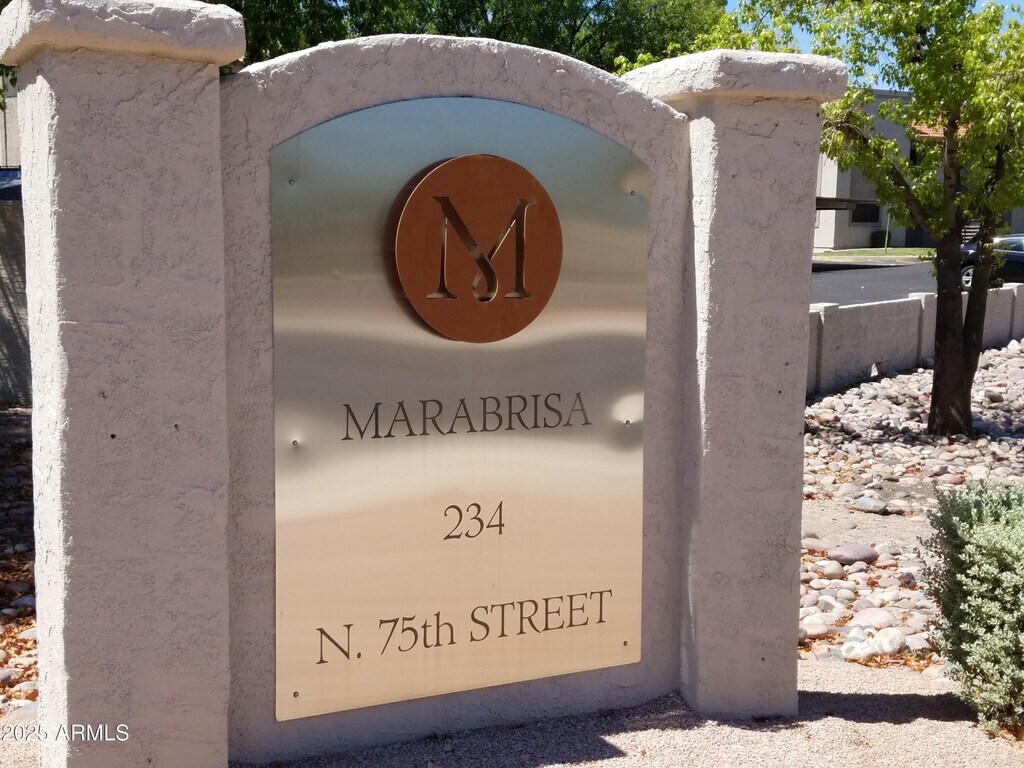 M
MARABRISA
234
N. 75th STREET
2025 ARMLS